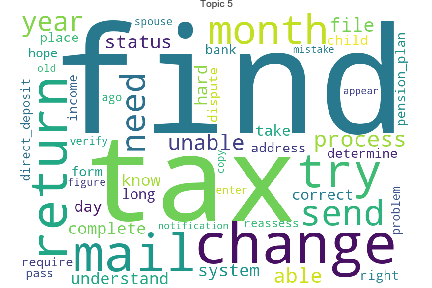 Topic 5
year
place
hope
old
spouse
status
bank
month
file
child
mistake
find
direct_deposit
income
ago
need
hard
dispute
take
appear
pension_plan
return
verify
unable
address
process
determine
tax
try
form
figure
copy
know
long
day
enter
send
correct
problem
complete
notification
reassess
change
mail
require
pass
understand
system
able
right